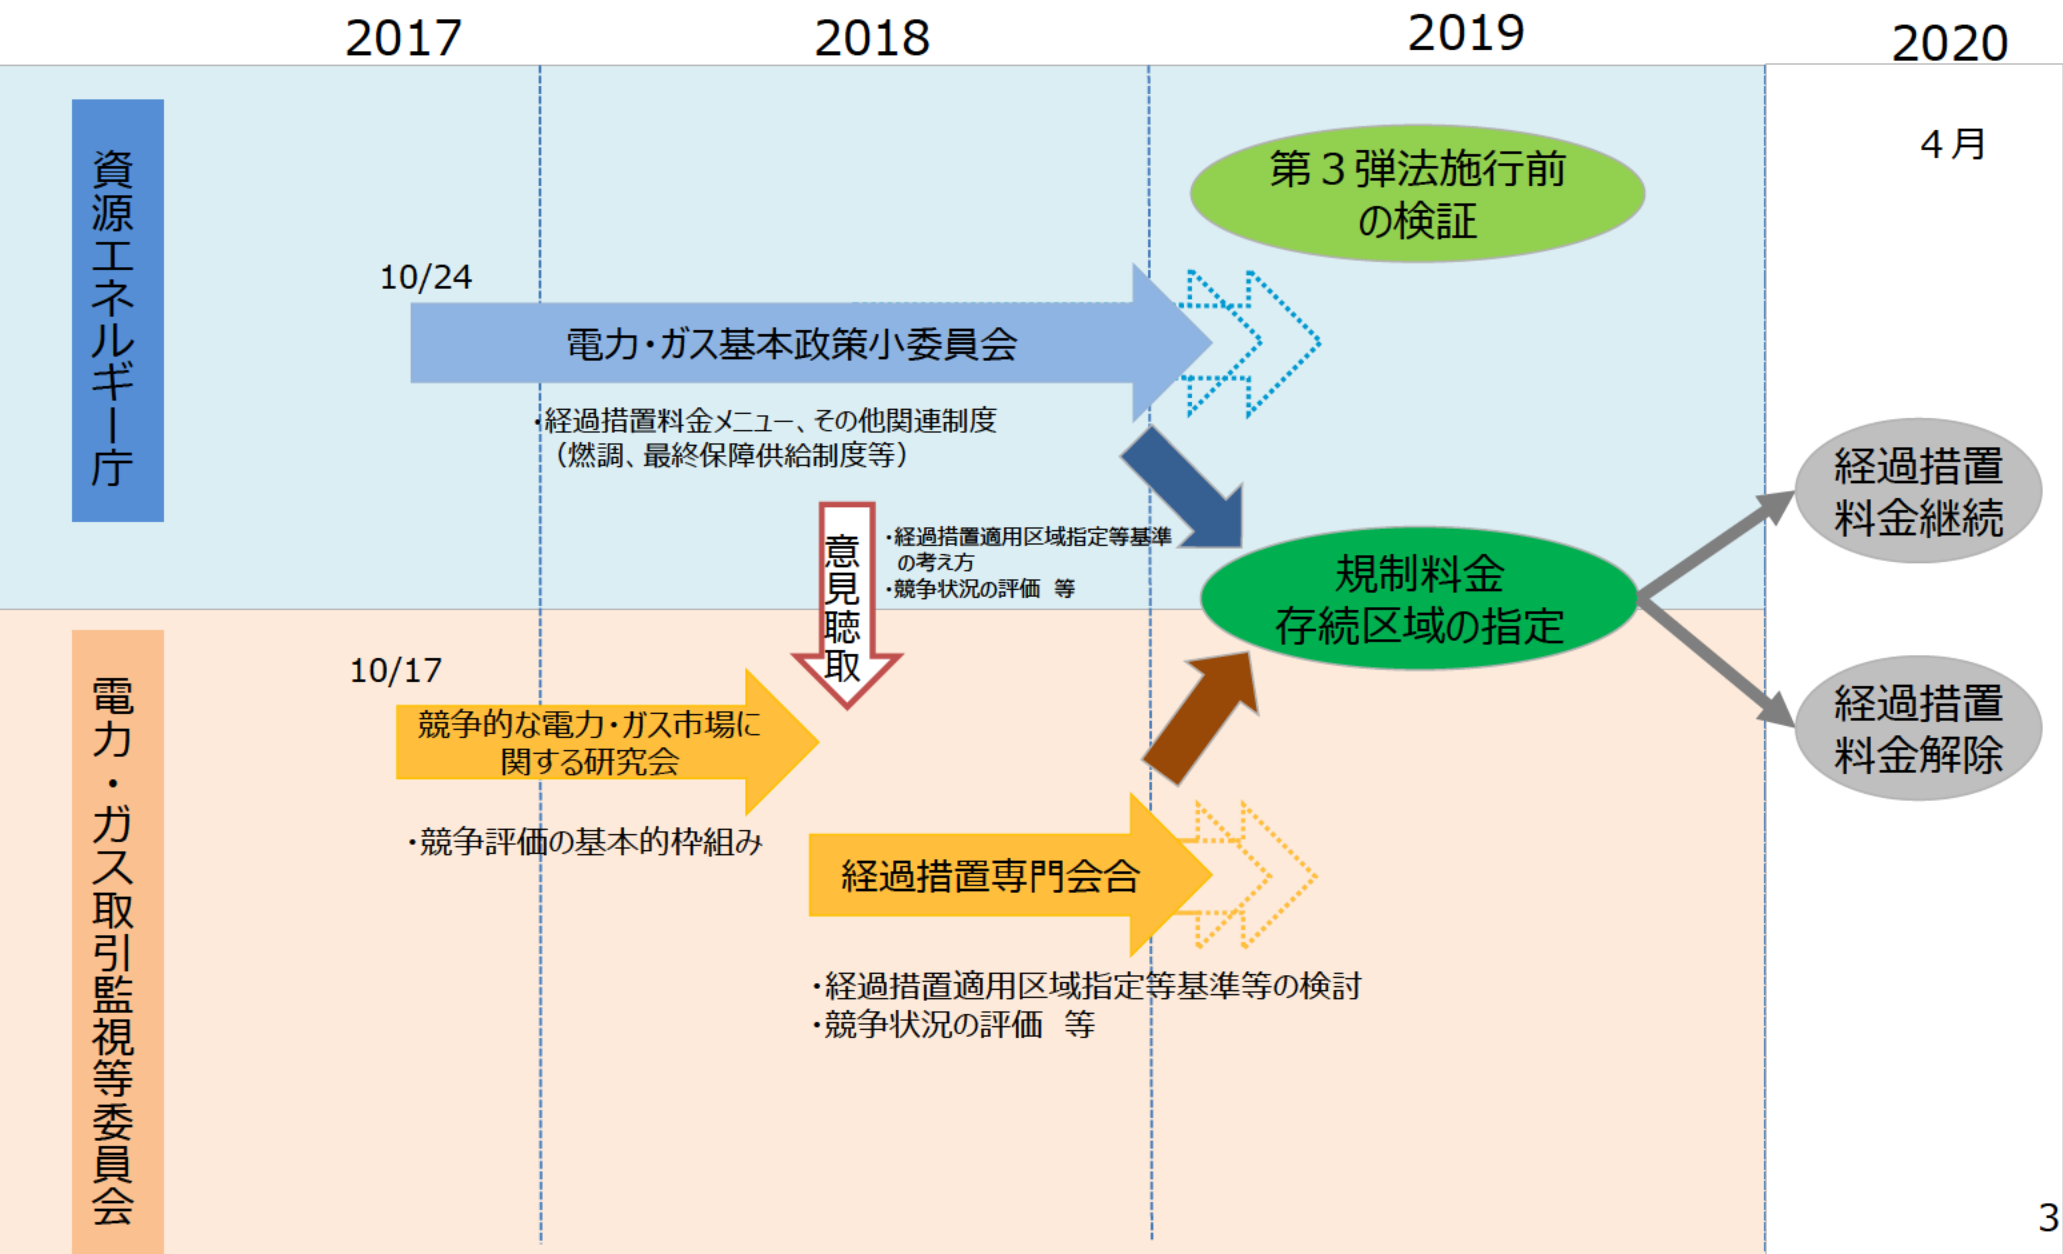 2017
2018
2019
2020
資源エネルギー庁
4月
第3弾法施行前
の検証
10/24
電力・ガス基本政策小委員会
・経過措置料金メニュー、その他関連制度
(燃調、最終保障供給制度等)
意見聴取
・経過措置適用区域指定等基準
の考え方
・競争状況の評価 等
規制料金
存続区域の指定
経過措置
料金継続
経過措置
料金解除
電力・ガス取引監視等委員会
10/17
競争的な電力・ガス市場に
関する研究会
・競争評価の基本的枠組み
経過措置専門会合
・経過措置適用区域指定等基準等の検討
・競争状況の評価 等
3